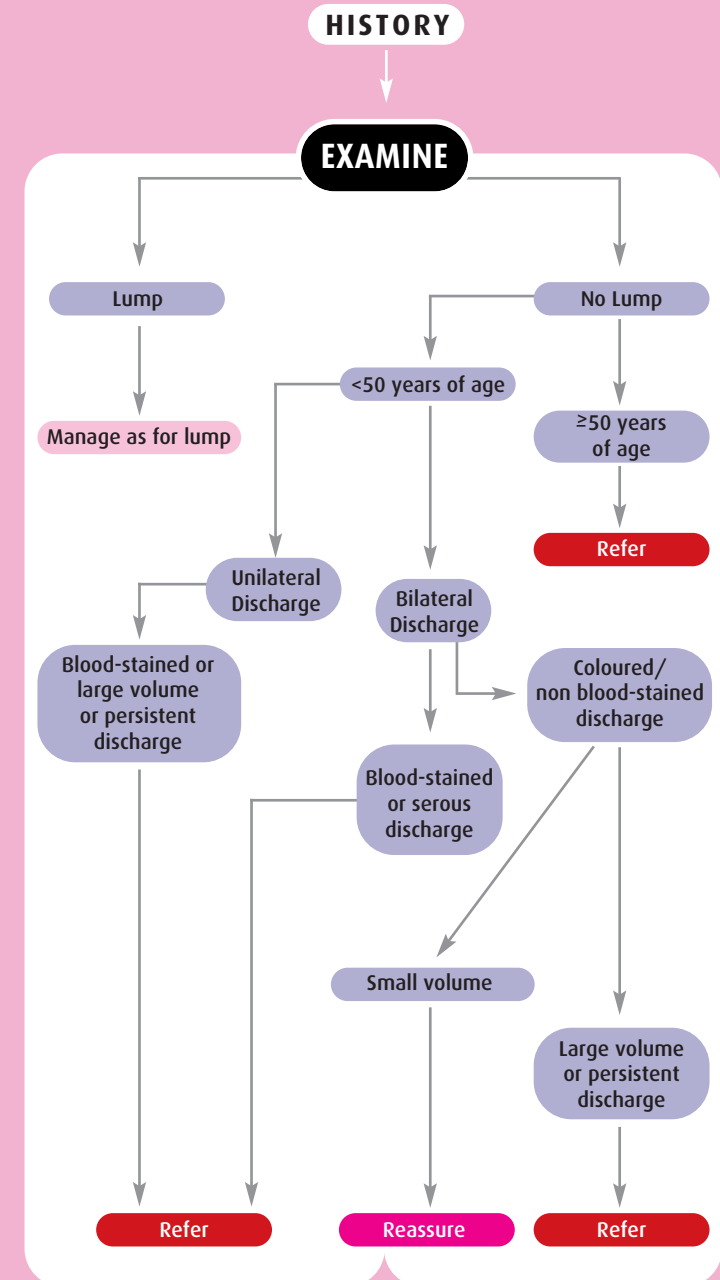 HISTORY
EXAMINE
Lump
No Lump
<50 years of age
Manage as for lump
≥50 years
of age
Refer
Unilateral
Discharge
Bilateral
Discharge
Blood-stained or
large volume
or persistent
discharge
Coloured/
non blood-stained
discharge
Blood-stained
or serous
discharge
Small volume
Large volume
or persistent
discharge
Refer
Reassure
Refer